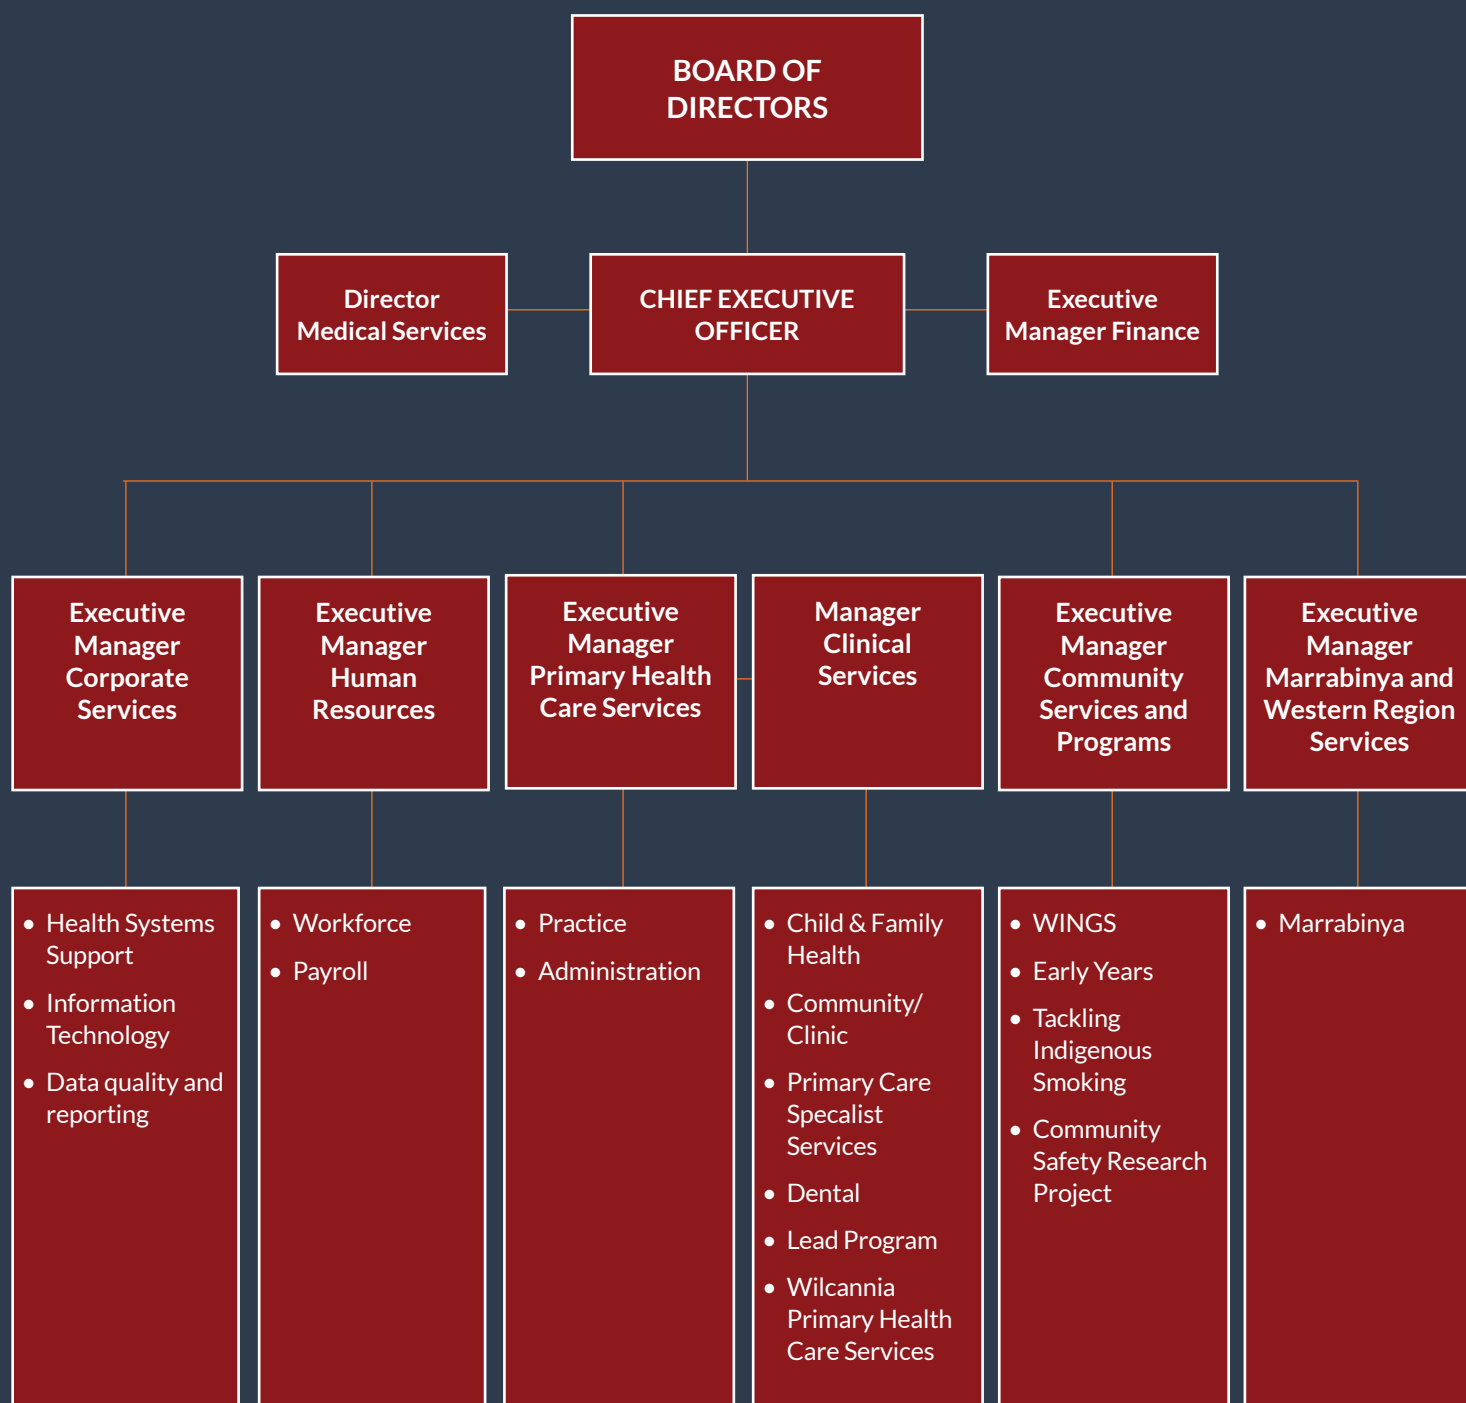 BOARD OF
DIRECTORS
Director
Medical Services
CHIEF EXECUTIVE
OFFICER
Executive
Manager Finance
Executive
Manager
Corporate
Services
Executive
Manager
Human
Resources
Executive
Manager
Primary Health
Care Services
Manager
Clinical
Services
Executive
Manager
Community
Services and
Programs
Executive
Manager
Marrabinya and
Western Region
Services
• Health Systems
Support
• Information
Technology
• Data quality and
reporting
• Workforce
• Payroll
• Practice
• Administration
• Child & Family
Health
• Community/
Clinic
• Primary Care
Specalist
Services
• Dental
• Lead Program
• Wilcannia
Primary Health
Care Services
• WINGS
• Early Years
• Tackling
Indigenous
Smoking
• Community
Safety Research
Project
• Marrabinya